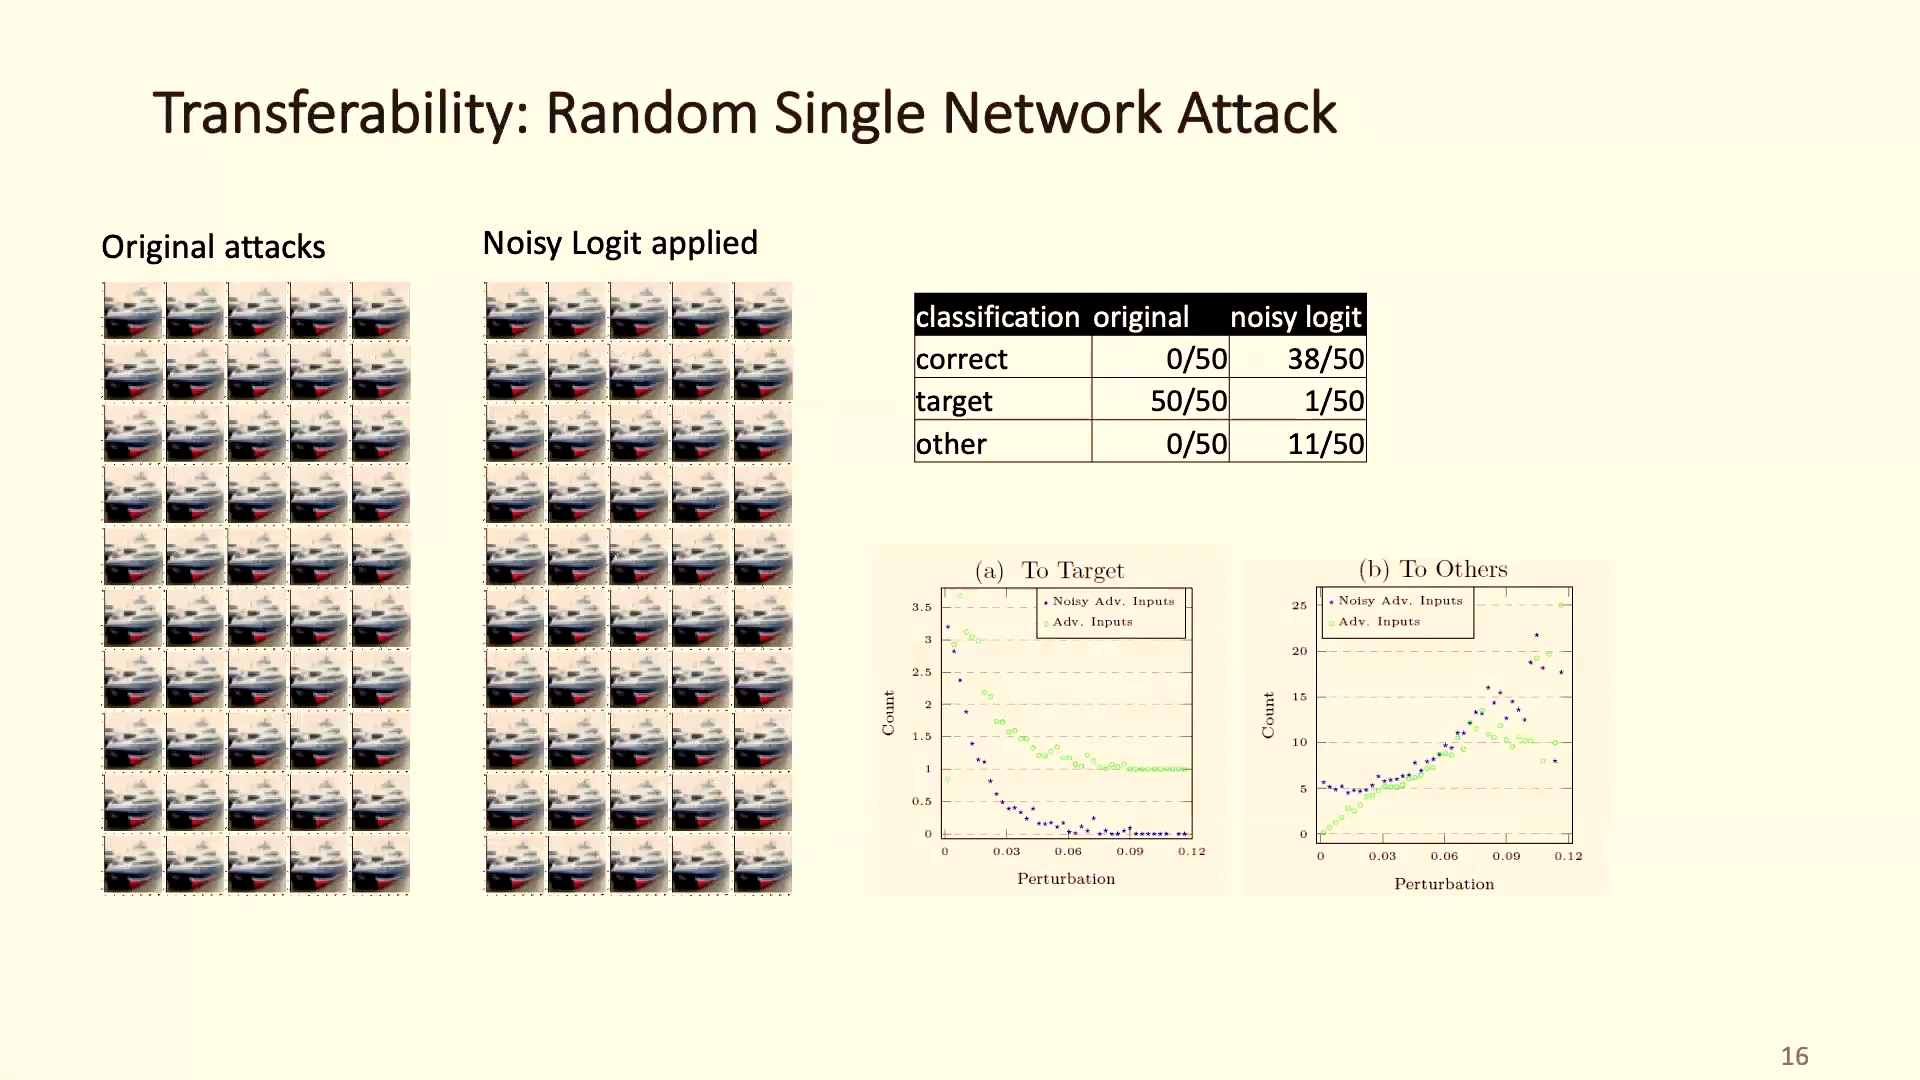 Transferability: Random Single Network Attack
Original attacks
Noisy Logit applied
classification original noisy logit
correct 0/50 38/50
target 50/50 1/50
other 0/50 11/50
(a) To Target
Noisy Adv. Inputs
Adv. Inputs
3.5
3
2.5
2
1.5
1
0.5
0
Count
0 0.03 0.06 0.09 0.12
Perturbation
(b) To Others
Noisy Adv. Inputs
Adv. Inputs
25
20
15
10
5
0
Count
0 0.03 0.06 0.09 0.12
Perturbation
16